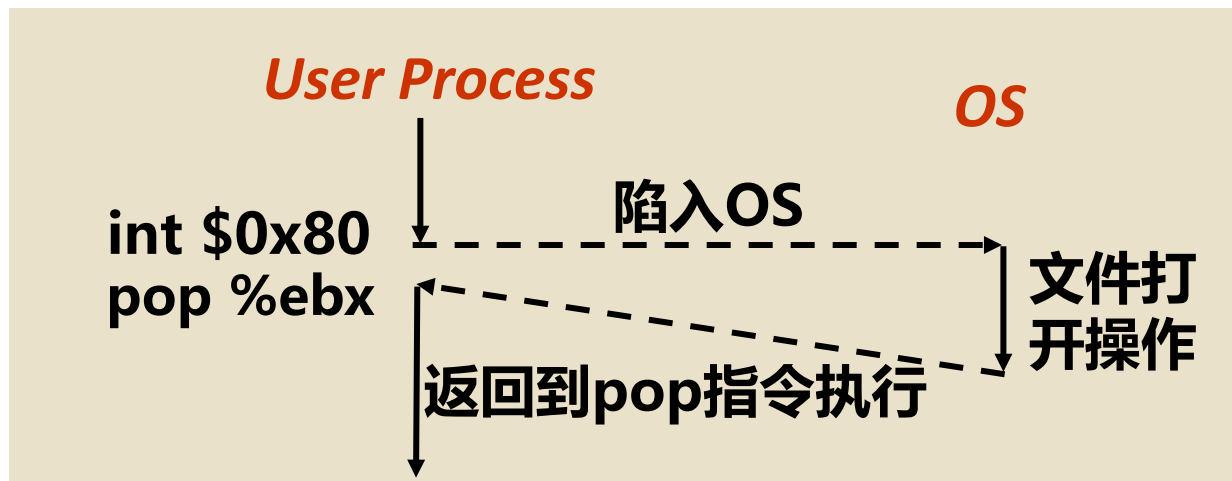 User Process
OS
陷入OS
int $0x80
pop %ebx
文件打
开操作
返回到pop指令执行